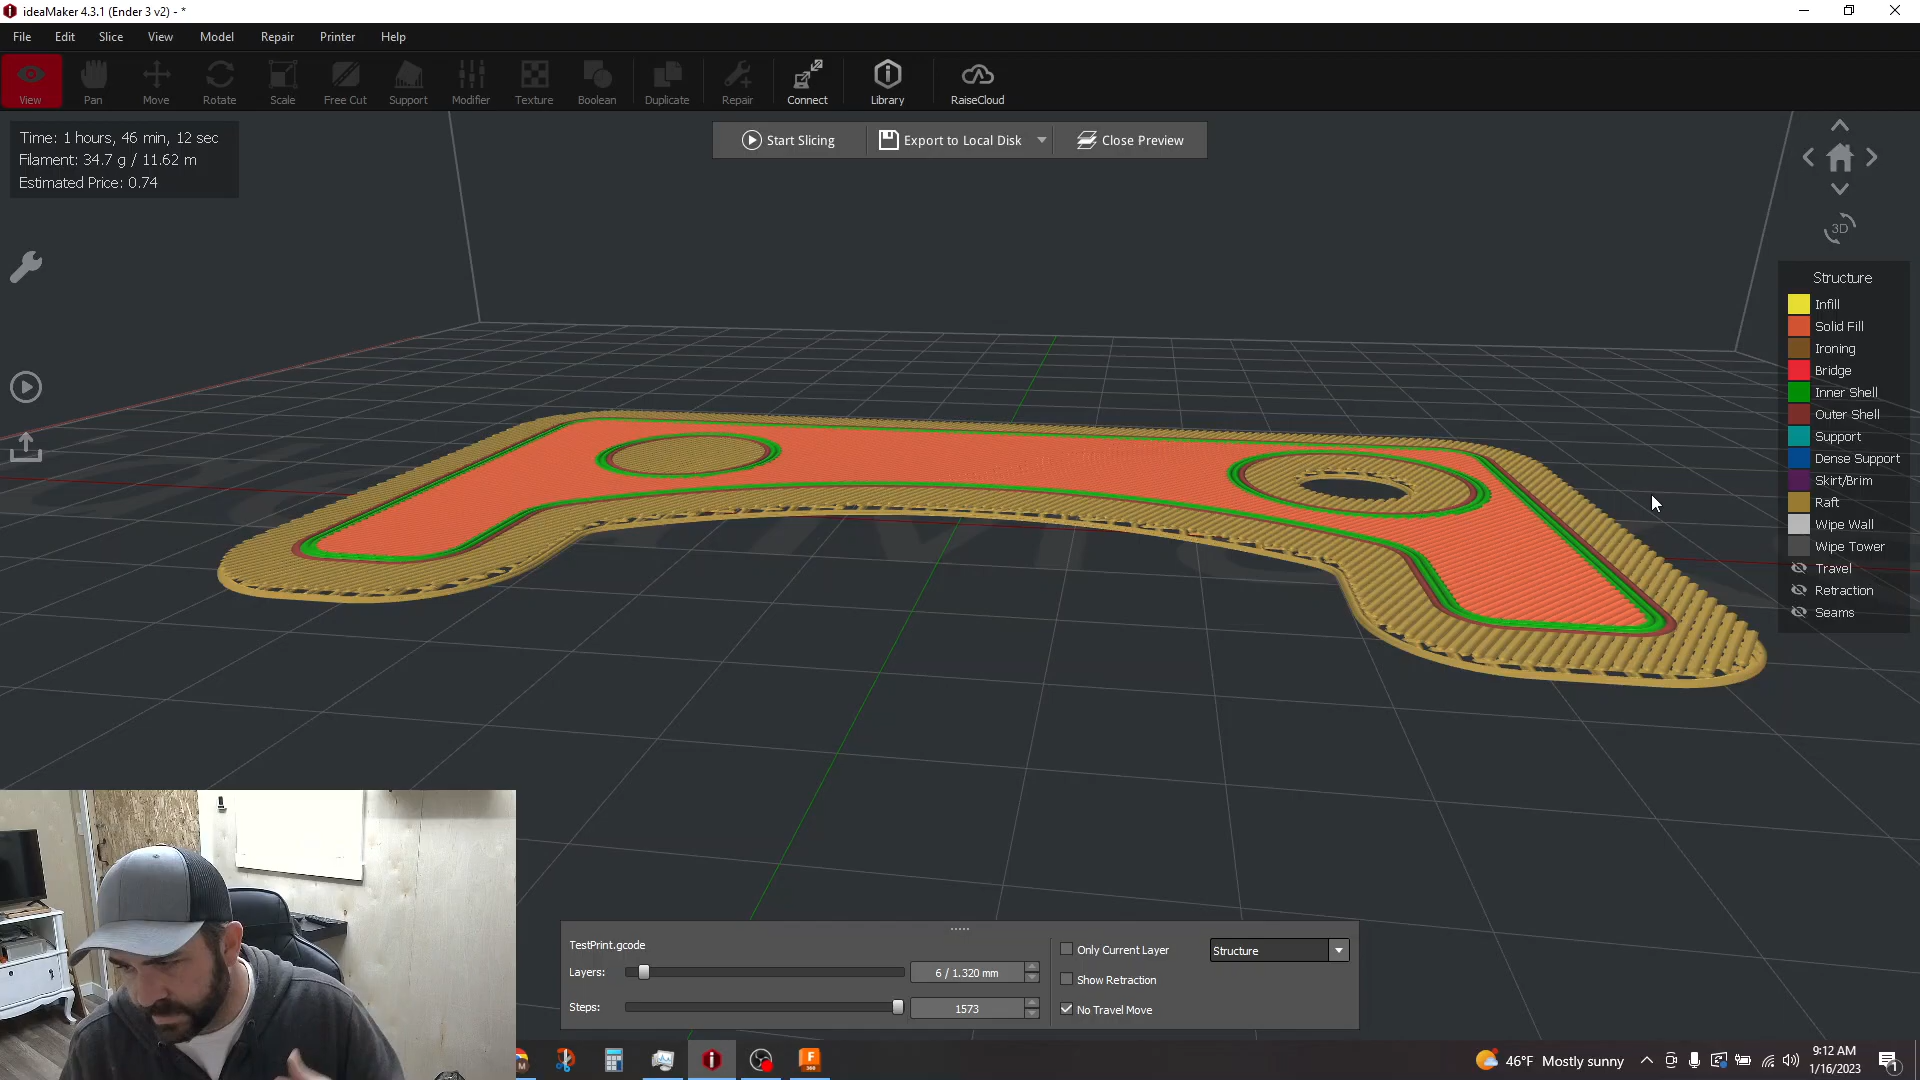 ideaMaker 4.3.1 (Ender 3 v2) - *
File Edit Slice View Model Repair Printer Help
View Pan Move Rotate Scale Free Cut Support Modifier Texture Boolean Duplicate Repair Connect Library RaiseCloud
Time: 1 hours, 46 min, 12 sec
Filament: 34.7 g / 11.62 m
Estimated Price: 0.74
Start Slicing Export to Local Disk Close Preview
3D
Structure
Infill
Solid Fill
Ironing
Bridge
Inner Shell
Outer Shell
Support
Dense Support
Skirt/Brim
Raft
Wipe Wall
Wipe Tower
Travel
Retraction
Seams
TestPrint.gcode
Layers: 6 / 1.320 mm
Steps: 1573
Only Current Layer
Show Retraction
No Travel Move
Structure
46°F Mostly sunny
9:12 AM
1/16/2023